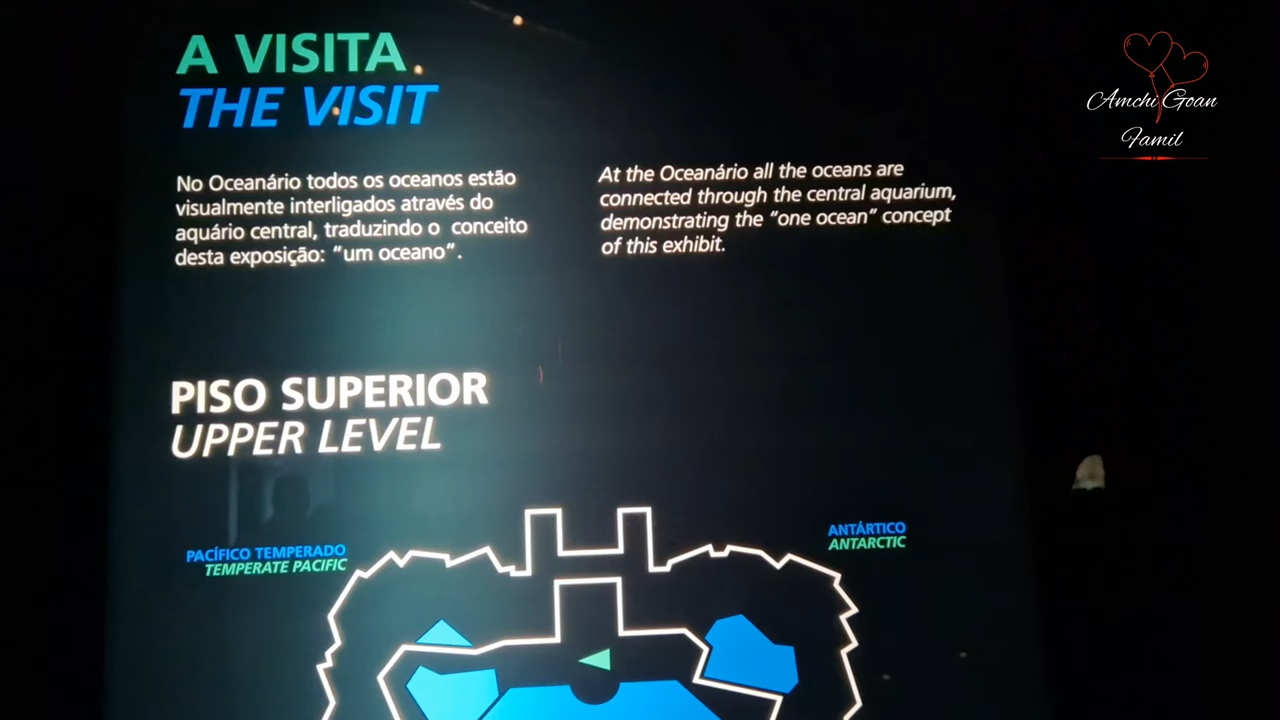 A VISITA
THE VISIT
No Oceanário todos os oceanos estão
visualmente interligados através do
aquário central, traduzindo o conceito
desta exposição: “um oceano”.
At the Oceanário all the oceans are
connected through the central aquarium,
demonstrating the “one ocean” concept
of this exhibit.
PISO SUPERIOR
UPPER LEVEL
PACÍFICO TEMPERADO
TEMPERATE PACIFIC
ANTÁRTICO
ANTARCTIC
Amchi Goan
Famil